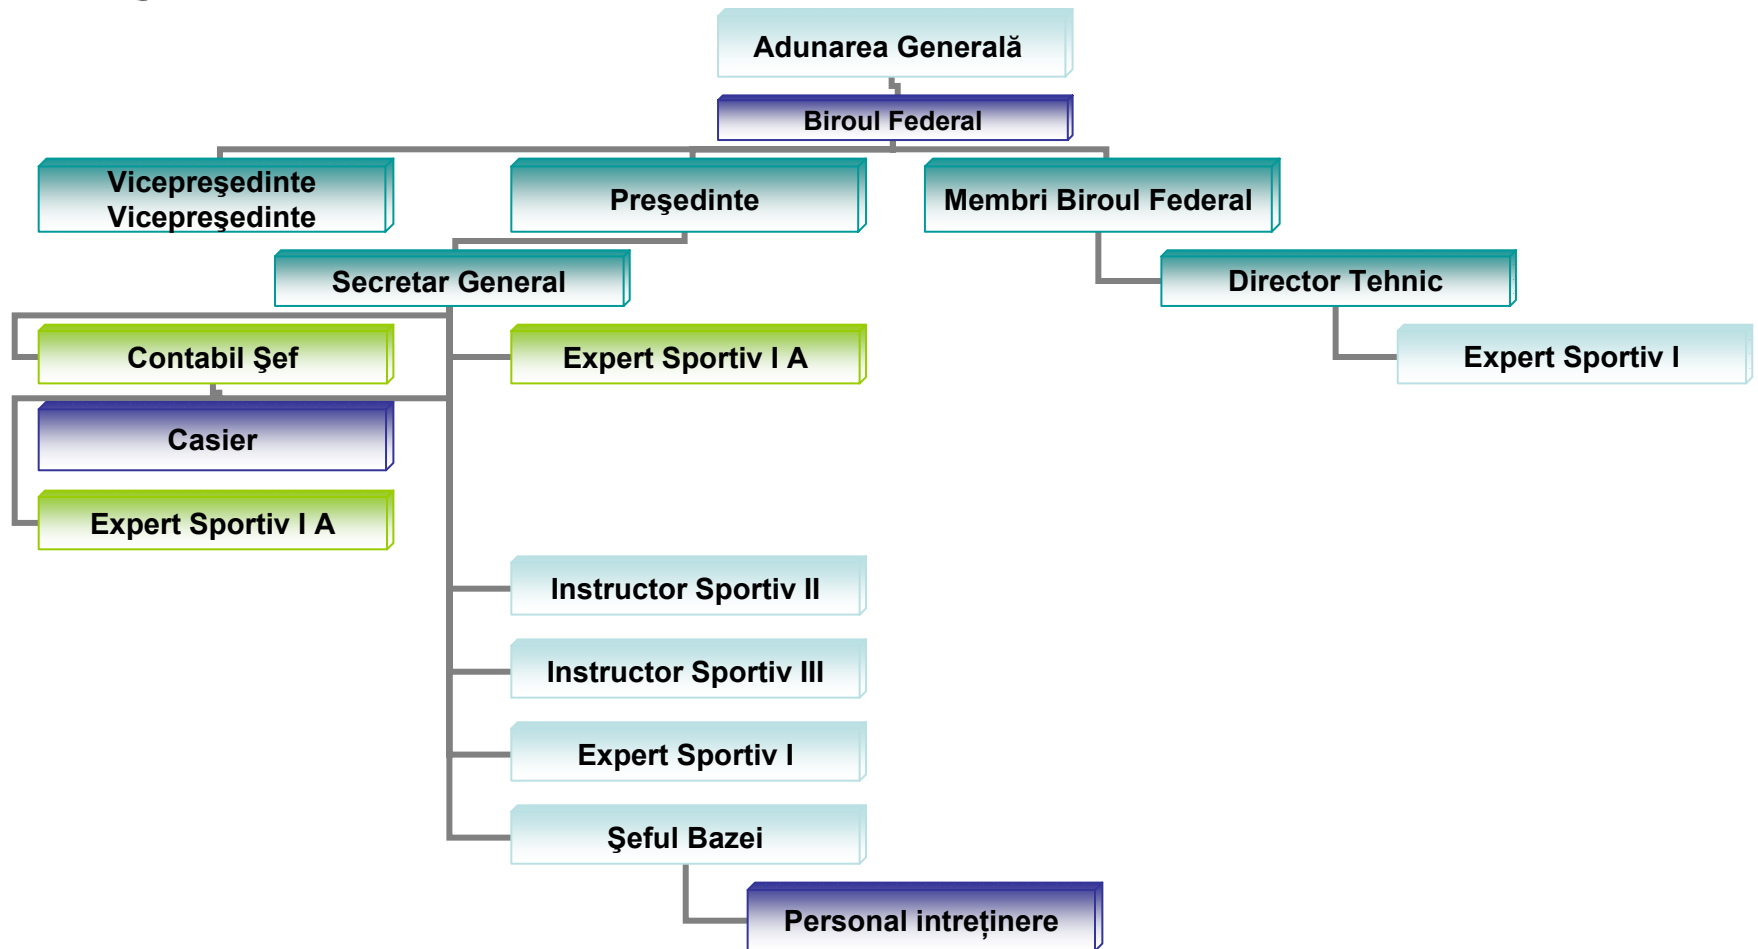 Adunarea Generală
Biroul Federal
Vicepreşedinte
Vicepreşedinte
Preşedinte
Membri Biroul Federal
Secretar General
Director Tehnic
Contabil Şef
Expert Sportiv I A
Expert Sportiv I
Casier
Expert Sportiv I A
Instructor Sportiv II
Instructor Sportiv III
Expert Sportiv I
Şeful Bazei
Personal intreținere